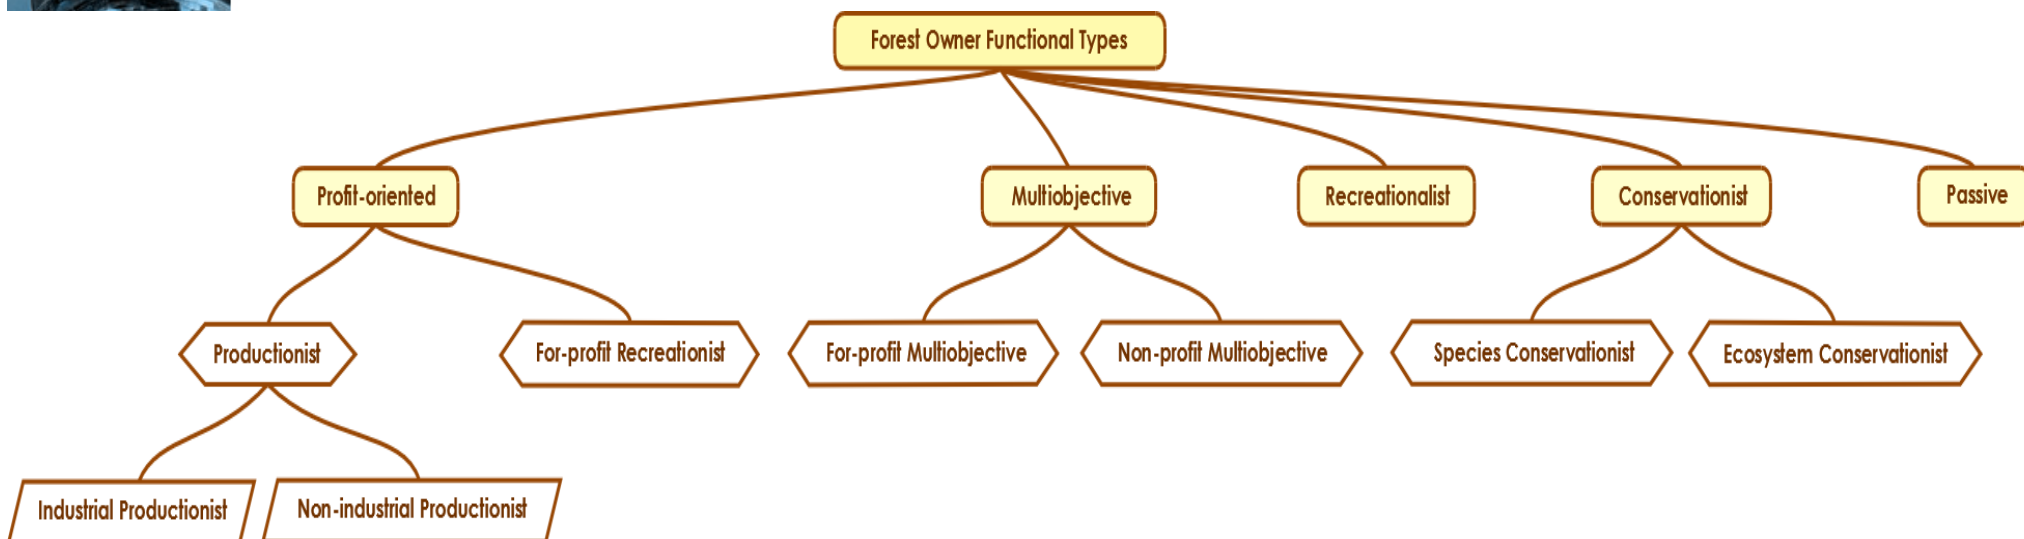 Forest Owner Functional Types
Profit-oriented
Multiobjective
Recreationalist
Conservationist
Passive
Productionist
For-profit Recreationist
For-profit Multiobjective
Non-profit Multiobjective
Species Conservationist
Ecosystem Conservationist
Industrial Productionist
Non-industrial Productionist